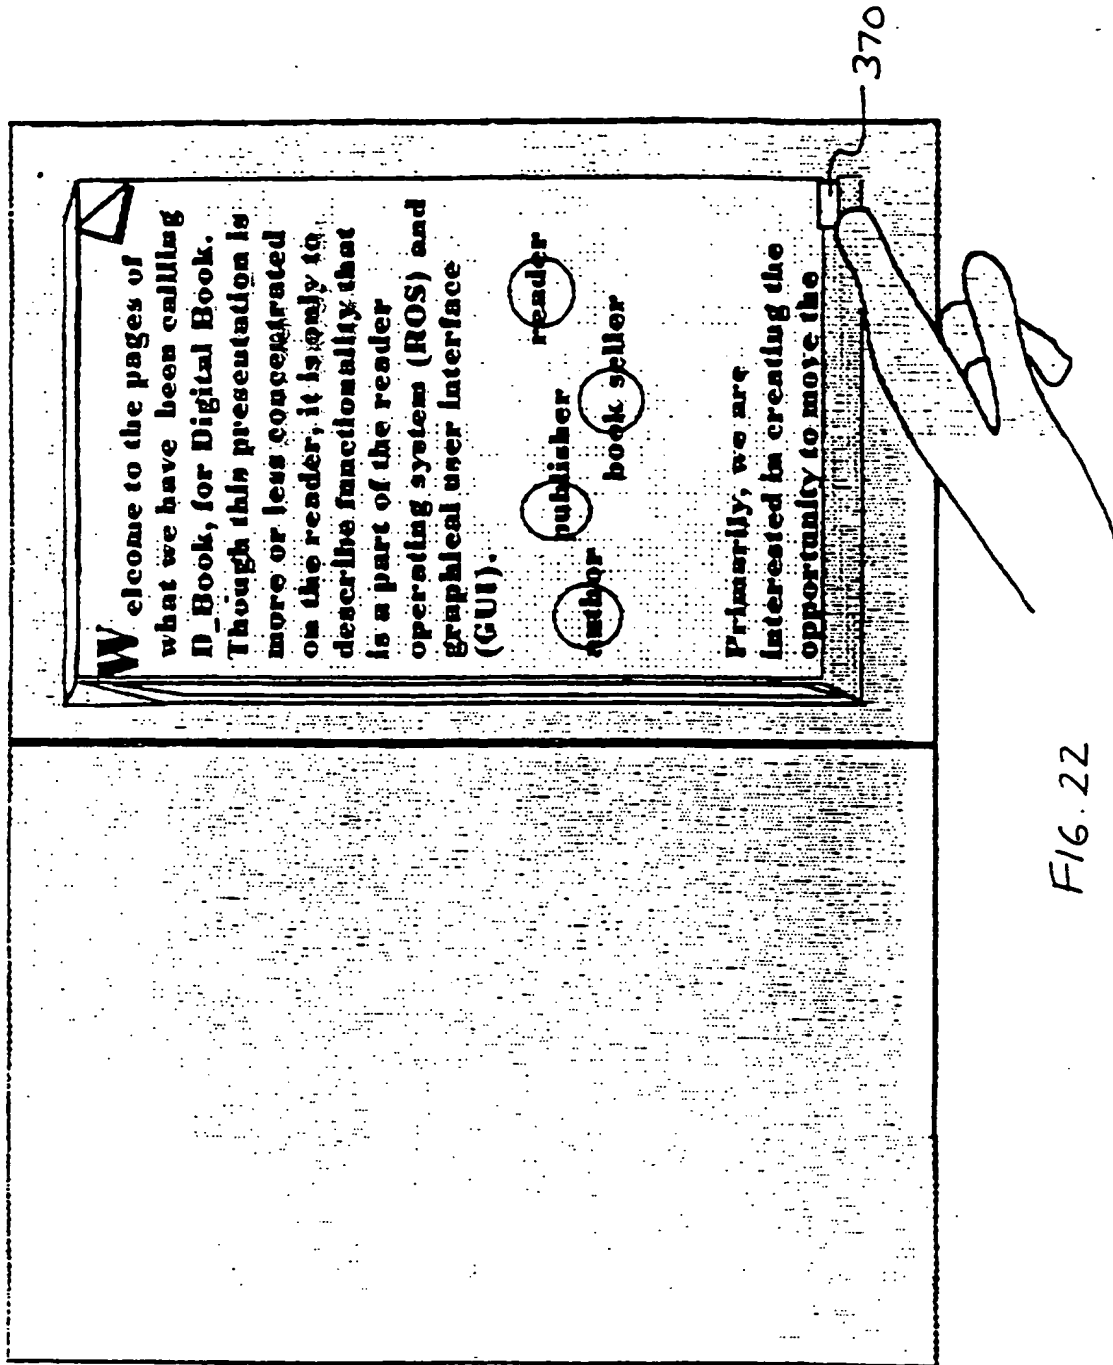 Welcome to the pages of
what we have been callling
D_Book, for Digital Book.
Though this presentation is
more or less concentrated
on the reader, it is only to
describe functionality that
is a part of the reader
operating system (ROS) and
graphical user interface
(GUI).
author
publisher
book seller
reader
Primarily, we are
interested in creating the
opportunity to move the
370
FIG. 22